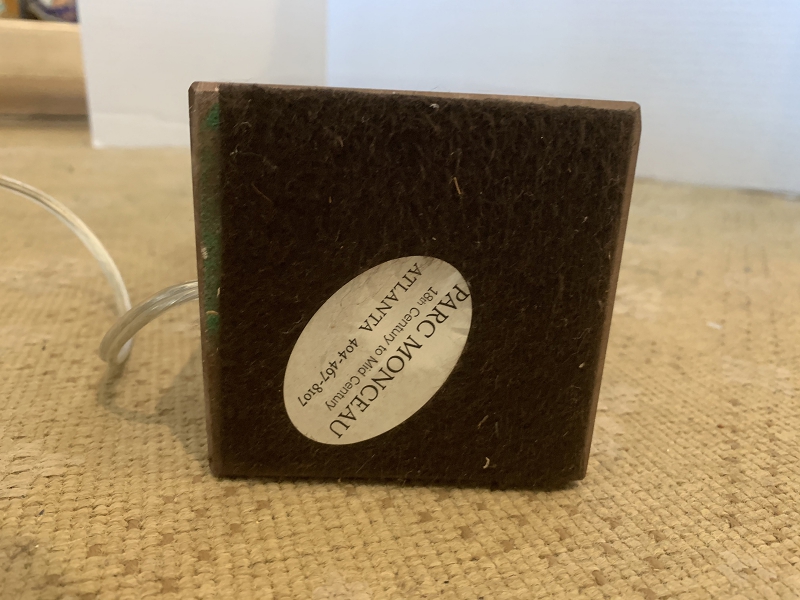 PARC MONCEAU
18th Century to Mid Century
ATLANTA 404-467-8107